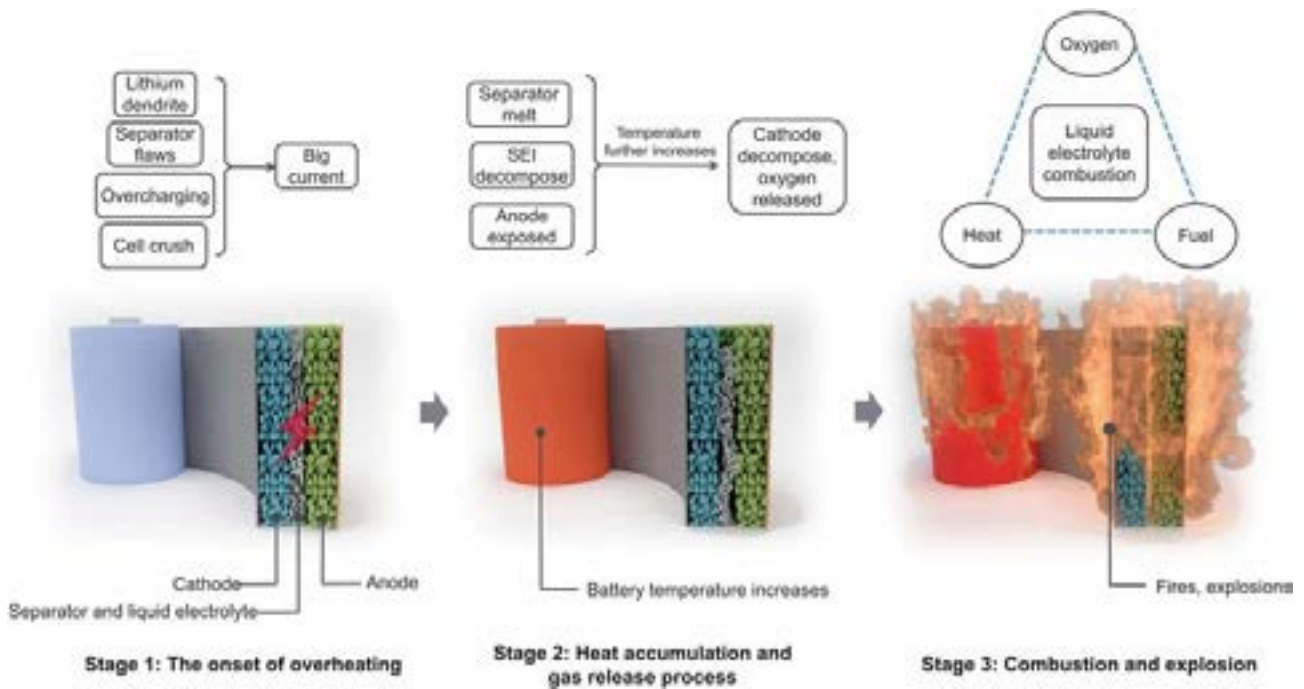 Lithium
dendrite
Separator
flaws
Overcharging
Cell crush
Big
current
Separator
melt
SEI
decompose
Anode
exposed
Temperature
further increases
Cathode
decompose,
oxygen
released
Oxygen
Liquid
electrolyte
combustion
Heat
Fuel
Cathode
Anode
Separator and liquid electrolyte
Battery temperature increases
Fires, explosions
Stage 1: The onset of overheating
Stage 2: Heat accumulation and
gas release process
Stage 3: Combustion and explosion